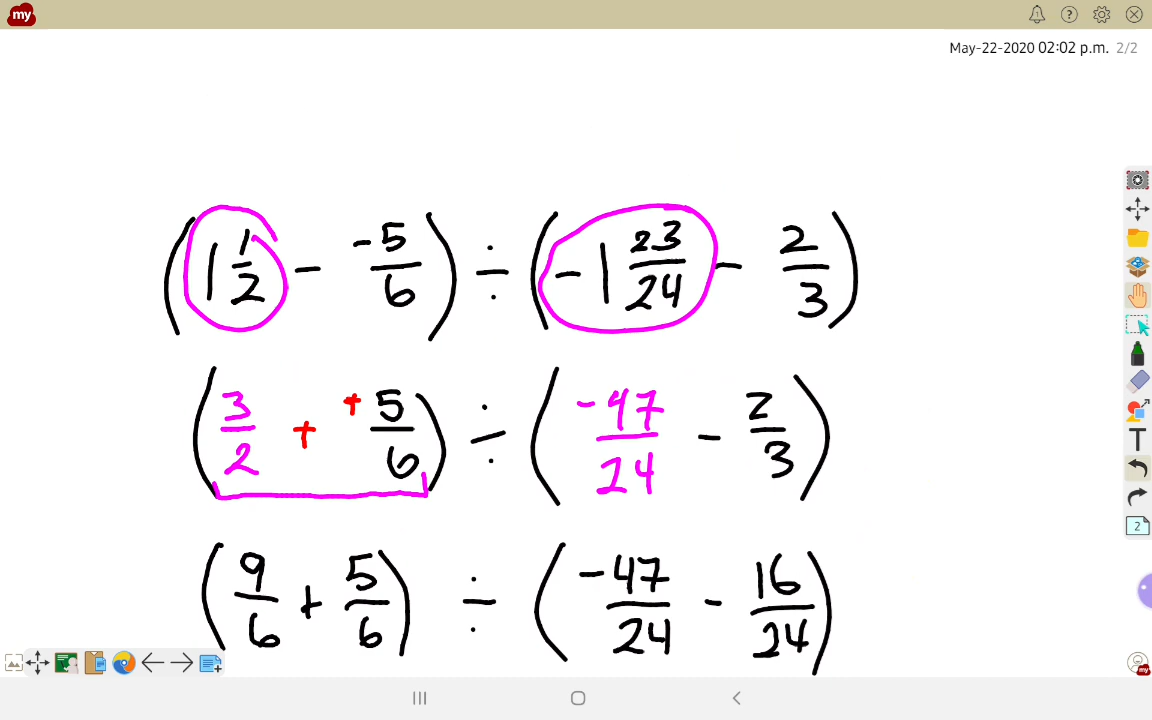 my
May-22-2020 02:02 p.m. 2/2
(1 1/2 - -5/6) ÷ (-1 23/24 - 2/3)
(3/2 + +5/6) ÷ (-47/24 - 2/3)
(9/6 + 5/6) ÷ (-47/24 - 16/24)
T
2
my